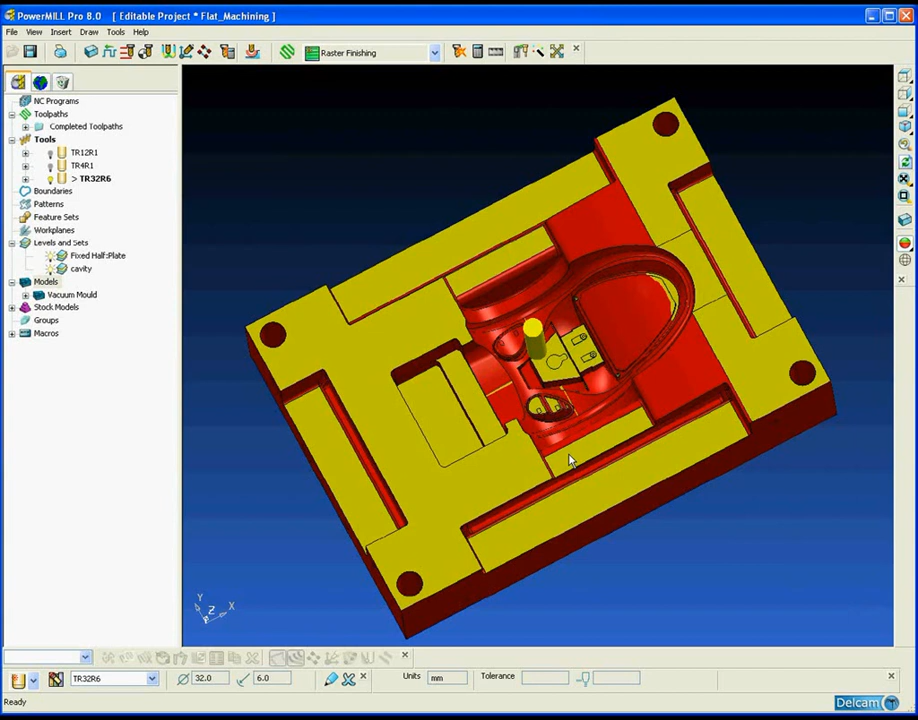 PowerMILL Pro 8.0 [ Editable Project * Flat_Machining ]
File View Insert Draw Tools Help
Raster Finishing
NC Programs
Toolpaths
Completed Toolpaths
Tools
TR12R1
TR4R1
> TR32R6
Boundaries
Patterns
Feature Sets
Workplanes
Levels and Sets
Fixed Half:Plate
cavity
Models
Vacuum Mould
Stock Models
Groups
Macros
Y
Z X
TR32R6 32.0 6.0 Units mm Tolerance
Ready
Delcam